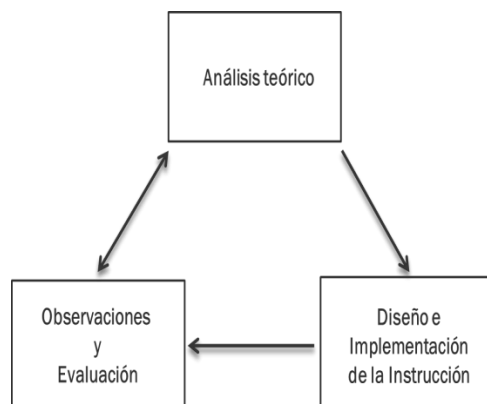 Análisis teórico
Observaciones
y
Evaluación
Diseño e
Implementación
de la Instrucción